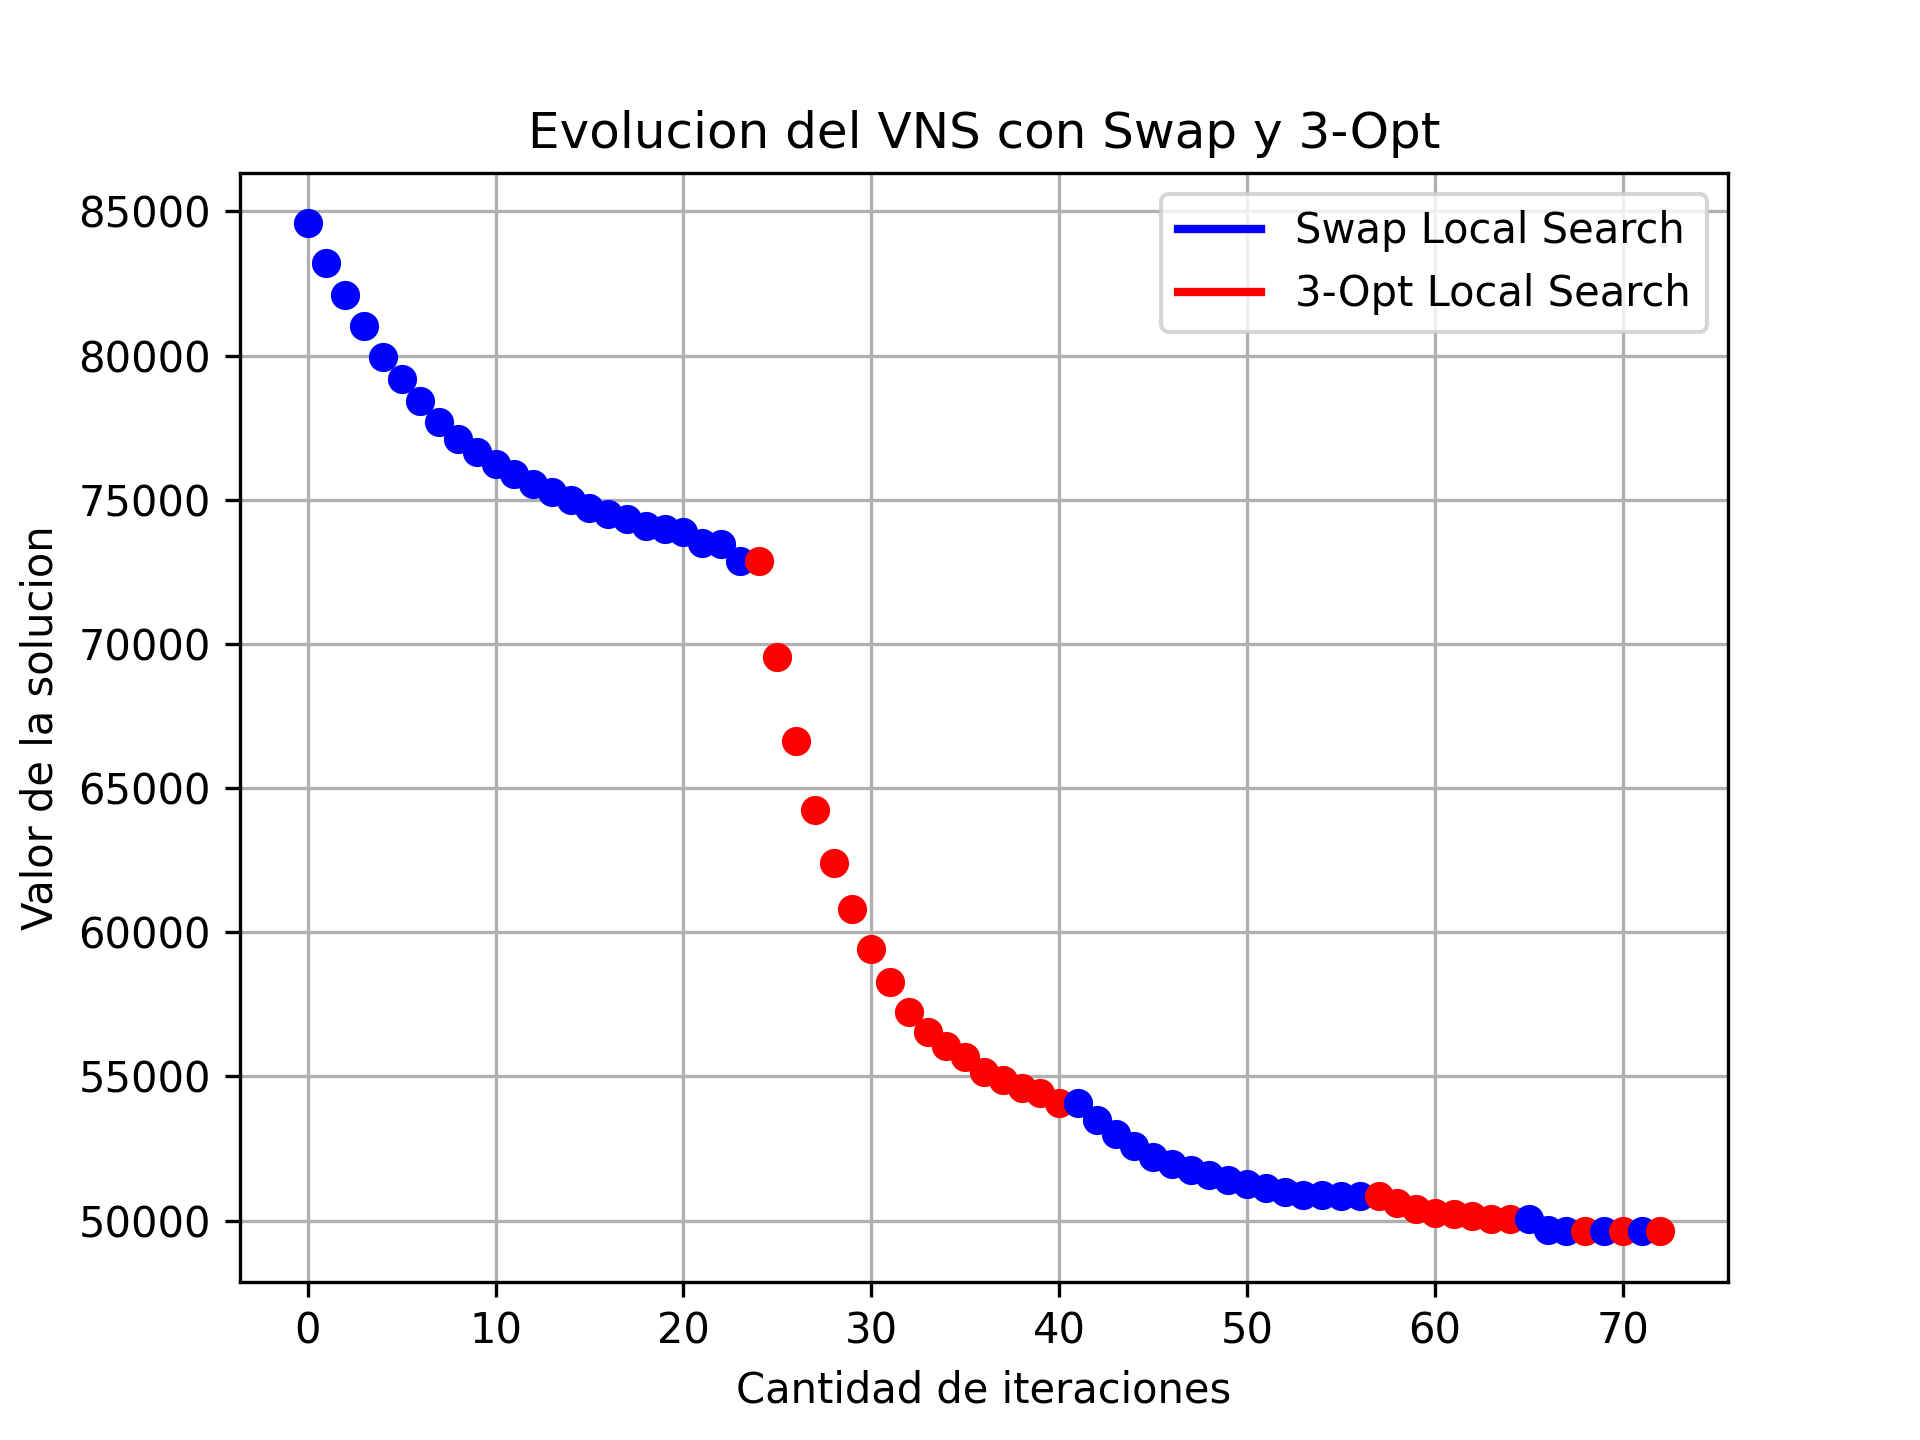 Evolucion del VNS con Swap y 3-Opt
Swap Local Search
3-Opt Local Search
85000
80000
75000
70000
65000
60000
55000
50000
Valor de la solucion
0 10 20 30 40 50 60 70
Cantidad de iteraciones